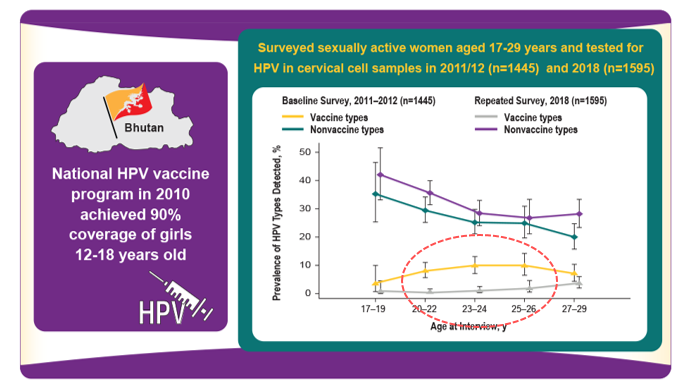 Surveyed sexually active women aged 17-29 years and tested for
HPV in cervical cell samples in 2011/12 (n=1445) and 2018 (n=1595)
Bhutan
National HPV vaccine
program in 2010
achieved 90%
coverage of girls
12-18 years old
HPV
Baseline Survey, 2011–2012 (n=1445)
Vaccine types
Nonvaccine types
Repeated Survey, 2018 (n=1595)
Vaccine types
Nonvaccine types
Prevalence of HPV Types Detected, %
50
40
30
20
10
0
17–19
20–22
23–24
25–26
27–29
Age at Interview, y